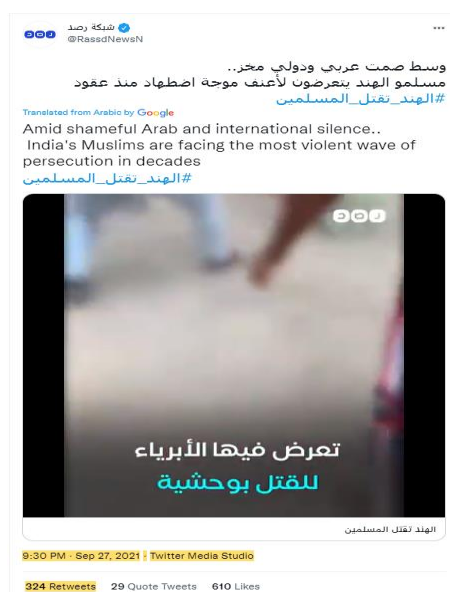 شبكة رصد
@RassdNewsN
وسط صمت عربي ودولي مخز..
مسلمو الهند يتعرضون لأعنف موجة اضطهاد منذ عقود
#الهند_تقتل_المسلمين
Translated from Arabic by Google
Amid shameful Arab and international silence..
India's Muslims are facing the most violent wave of
persecution in decades
#الهند_تقتل_المسلمين
تعرض فيها الأبرياء
للقتل بوحشية
الهند تقتل المسلمين
9:30 PM · Sep 27, 2021 · Twitter Media Studio
324 Retweets 29 Quote Tweets 610 Likes